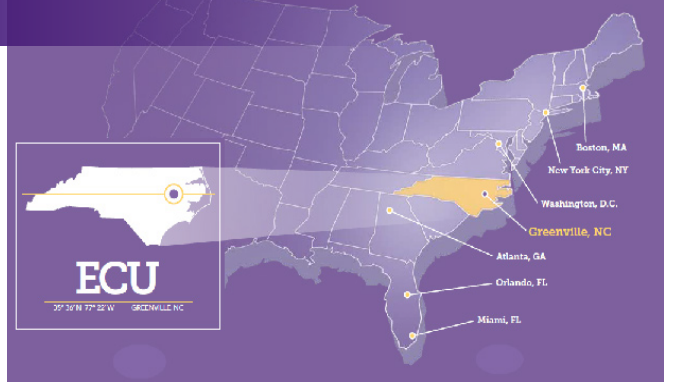 Boston, MA
New York City, NY
Washington, D.C.
Greenville, NC
Atlanta, GA
Orlando, FL
Miami, FL
ECU
35° 36'N 77° 22'W GREENVILLE NC